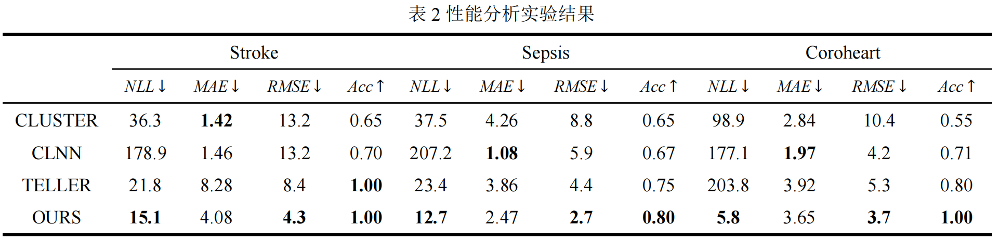 表 2 性能分析实验结果
Stroke Sepsis Coroheart
NLL↓ MAE↓ RMSE↓ Acc↑ NLL↓ MAE↓ RMSE↓ Acc↑ NLL↓ MAE↓ RMSE↓ Acc↑
CLUSTER 36.3 1.42 13.2 0.65 37.5 4.26 8.8 0.65 98.9 2.84 10.4 0.55
CLNN 178.9 1.46 13.2 0.70 207.2 1.08 5.9 0.67 177.1 1.97 4.2 0.71
TELLER 21.8 8.28 8.4 1.00 23.4 3.86 4.4 0.75 203.8 3.92 5.3 0.80
OURS 15.1 4.08 4.3 1.00 12.7 2.47 2.7 0.80 5.8 3.65 3.7 1.00